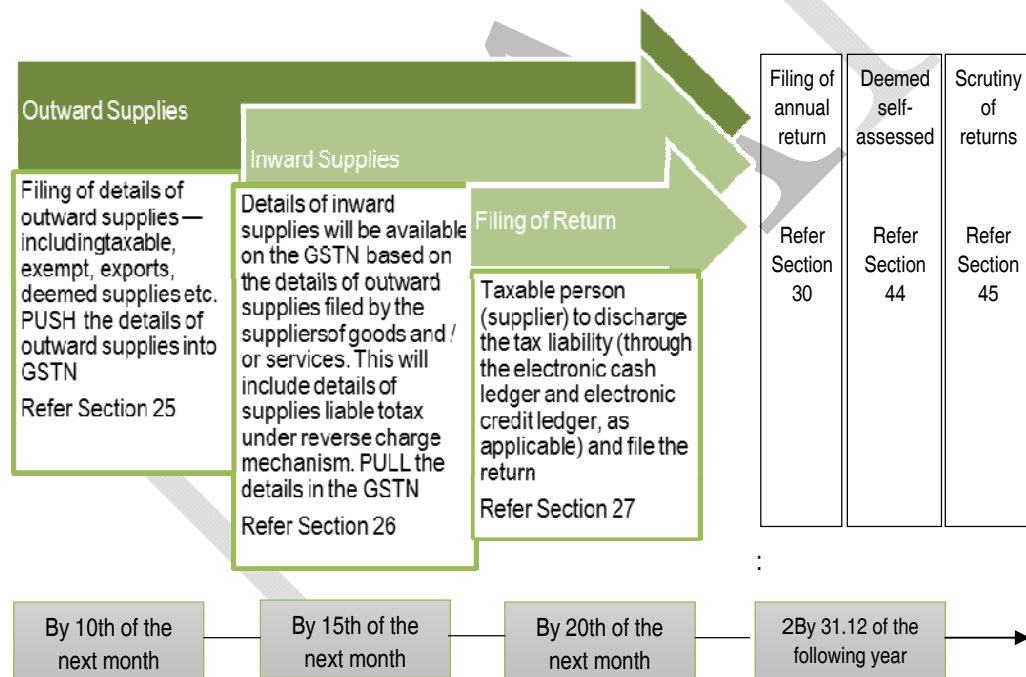 Outward Supplies
Filing of details of
outward supplies —
includingtaxable,
exempt, exports,
deemed supplies etc.
PUSH the details of
outward supplies into
GSTN
Refer Section 25
Inward Supplies
Details of inward
supplies will be available
on the GSTN based on
the details of outward
supplies filed by the
suppliersof goods and /
or services. This will
include details of
supplies liable totax
under reverse charge
mechanism. PULL the
details in the GSTN
Refer Section 26
Filing of Return
Taxable person
(supplier) to discharge
the tax liability (through
the electronic cash
ledger and electronic
credit ledger, as
applicable) and file the
return
Refer Section 27
Filing of
annual
return
Refer
Section
30
Deemed
self-
assessed
Refer
Section
44
Scrutiny
of
returns
Refer
Section
45
:
By 10th of the
next month
By 15th of the
next month
By 20th of the
next month
2By 31.12 of the
following year